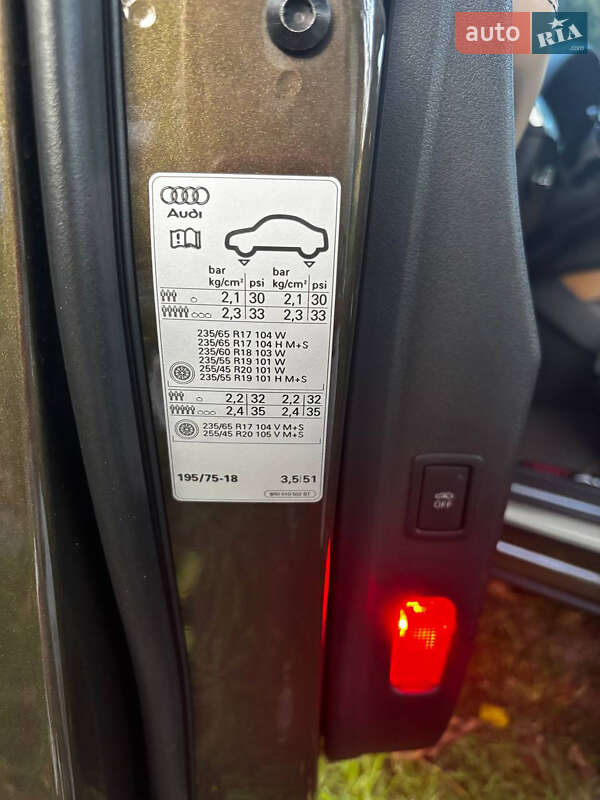 auto RIA .com
Audi
bar psi bar psi
kg/cm² kg/cm²
2,1 30 2,1 30
2,3 33 2,3 33
235/65 R17 104 W
235/65 R17 104 H M+S
235/60 R18 103 W
235/55 R19 101 W
255/45 R20 101 W
235/55 R19 101 H M+S
2,2 32 2,2 32
2,4 35 2,4 35
235/65 R17 104 V M+S
255/45 R20 105 V M+S
195/75-18 3,5 51
OFF